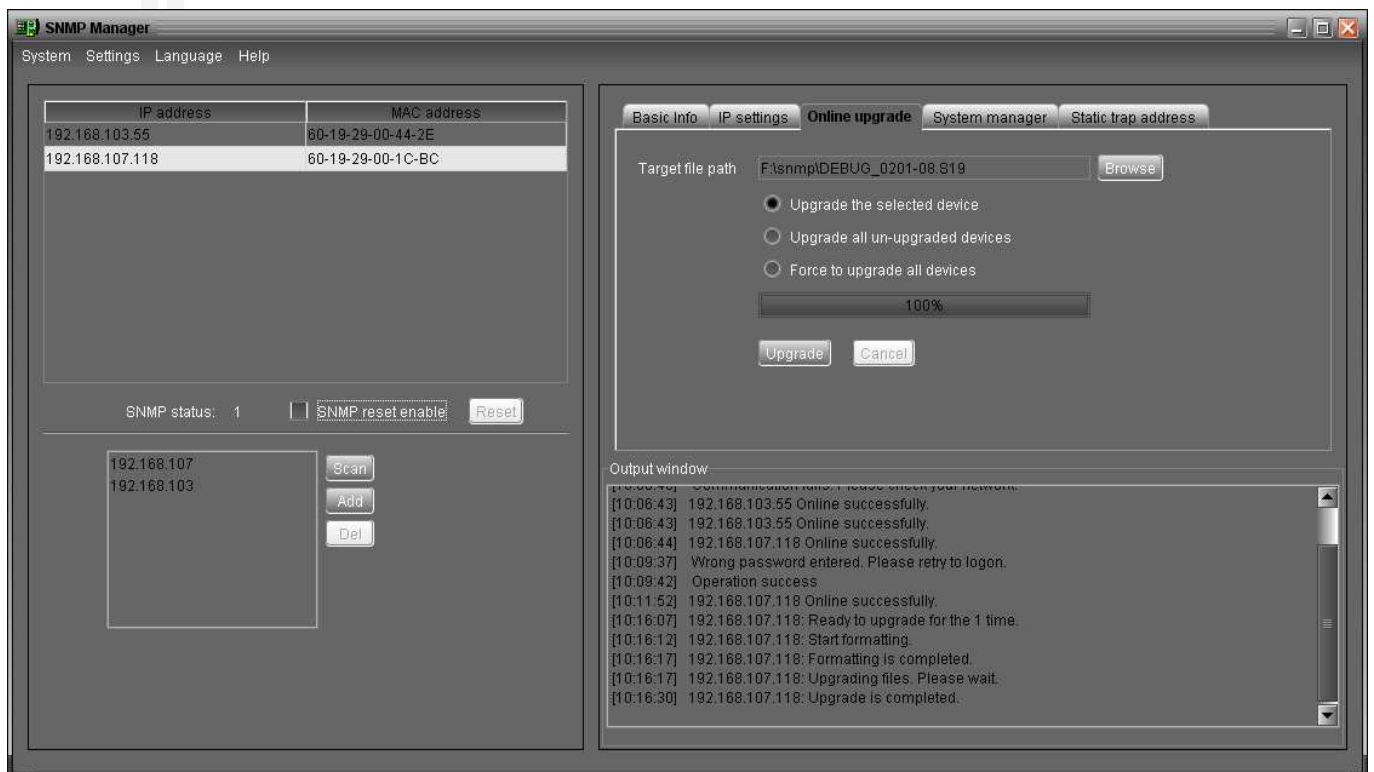 SNMP Manager
System Settings Language Help
IP address MAC address
192.168.103.55 60-19-29-00-44-2E
192.168.107.118 60-19-29-00-1C-BC
SNMP status: 1 SNMP reset enable Reset
192.168.107
192.168.103
Scan
Add
Del
Basic Info IP settings Online upgrade System manager Static trap address
Target file path F:\snmp\DEBUG_0201-08.S19 Browse
Upgrade the selected device
Upgrade all un-upgraded devices
Force to upgrade all devices
100%
Upgrade Cancel
Output window
Communication fails. Please check your network.
[10:06:43] 192.168.103.55 Online successfully.
[10:06:43] 192.168.103.55 Online successfully.
[10:06:44] 192.168.107.118 Online successfully.
[10:09:37] Wrong password entered. Please retry to logon.
[10:09:42] Operation success
[10:11:52] 192.168.107.118 Online successfully.
[10:16:07] 192.168.107.118: Ready to upgrade for the 1 time.
[10:16:12] 192.168.107.118: Start formatting.
[10:16:17] 192.168.107.118: Formatting is completed.
[10:16:17] 192.168.107.118: Upgrading files. Please wait.
[10:16:30] 192.168.107.118: Upgrade is completed.